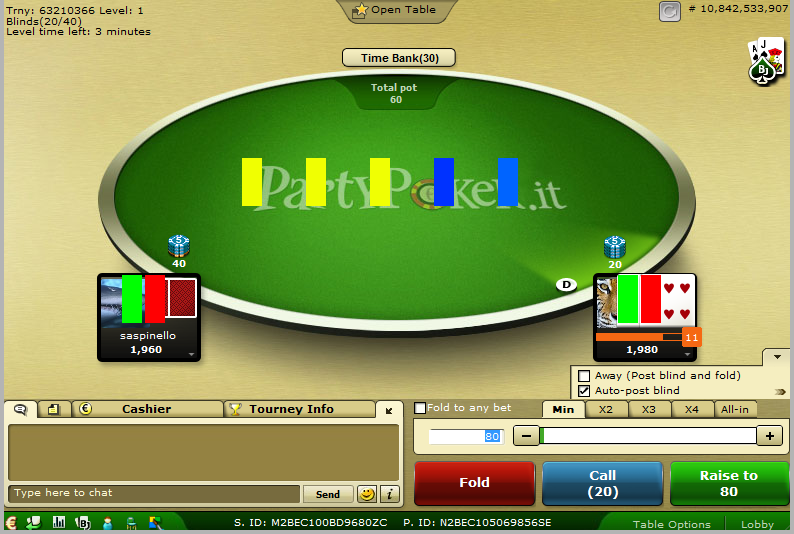 Trny: 63210366 Level: 1
Blinds(20/40)
Level time left: 3 minutes
Open Table
# 10,842,533,907
Time Bank(30)
A J
BJ
Total pot
60
PartyPoker.it
5
40
5
20
D
saspinello
1,960
11
1,980
Away (Post blind and fold)
Auto-post blind
Cashier
Tourney Info
Fold to any bet
Min X2 X3 X4 All-in
80
Fold
Call
(20)
Raise to
80
Type here to chat
Send
S. ID: M2BEC100BD9680ZC P. ID: N2BEC105069856SE
Table Options
Lobby